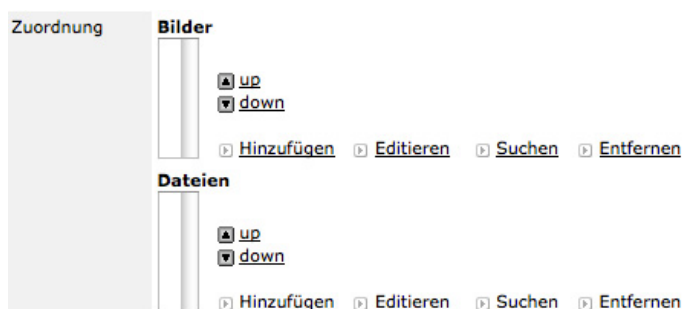 Zuordnung Bilder
up
down
Hinzufügen Editieren Suchen Entfernen
Dateien
up
down
Hinzufügen Editieren Suchen Entfernen